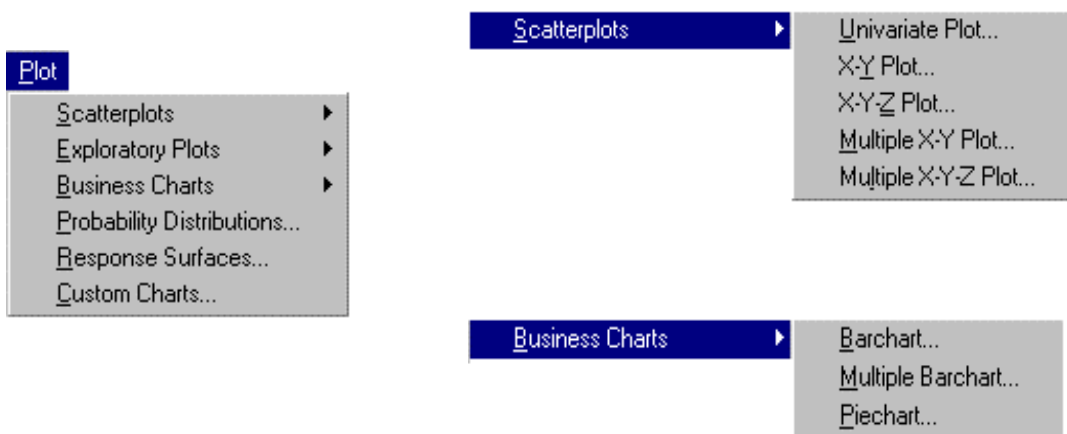 Plot
Scatterplots
Exploratory Plots
Business Charts
Probability Distributions...
Response Surfaces...
Custom Charts...
Scatterplots
Univariate Plot...
X-Y Plot...
X-Y-Z Plot...
Multiple X-Y Plot...
Multiple X-Y-Z Plot...
Business Charts
Barchart...
Multiple Barchart...
Piechart...